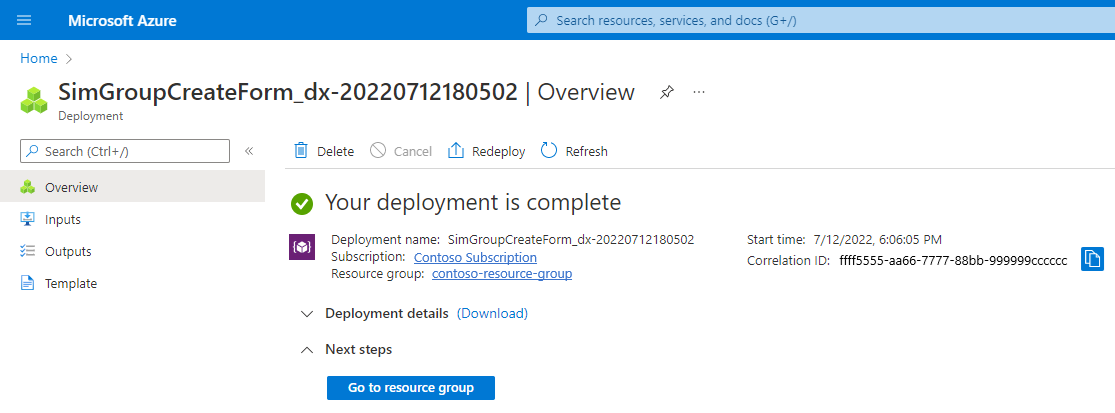 Microsoft Azure
Search resources, services, and docs (G+/)
Home
SimGroupCreateForm_dx-20220712180502 | Overview
Deployment
Search (Ctrl+/)
Overview
Inputs
Outputs
Template
Delete Cancel Redeploy Refresh
Your deployment is complete
Deployment name: SimGroupCreateForm_dx-20220712180502
Subscription: Contoso Subscription
Resource group: contoso-resource-group
Start time: 7/12/2022, 6:06:05 PM
Correlation ID: ffff5555-aa66-7777-88bb-999999cccccc
Deployment details (Download)
Next steps
Go to resource group